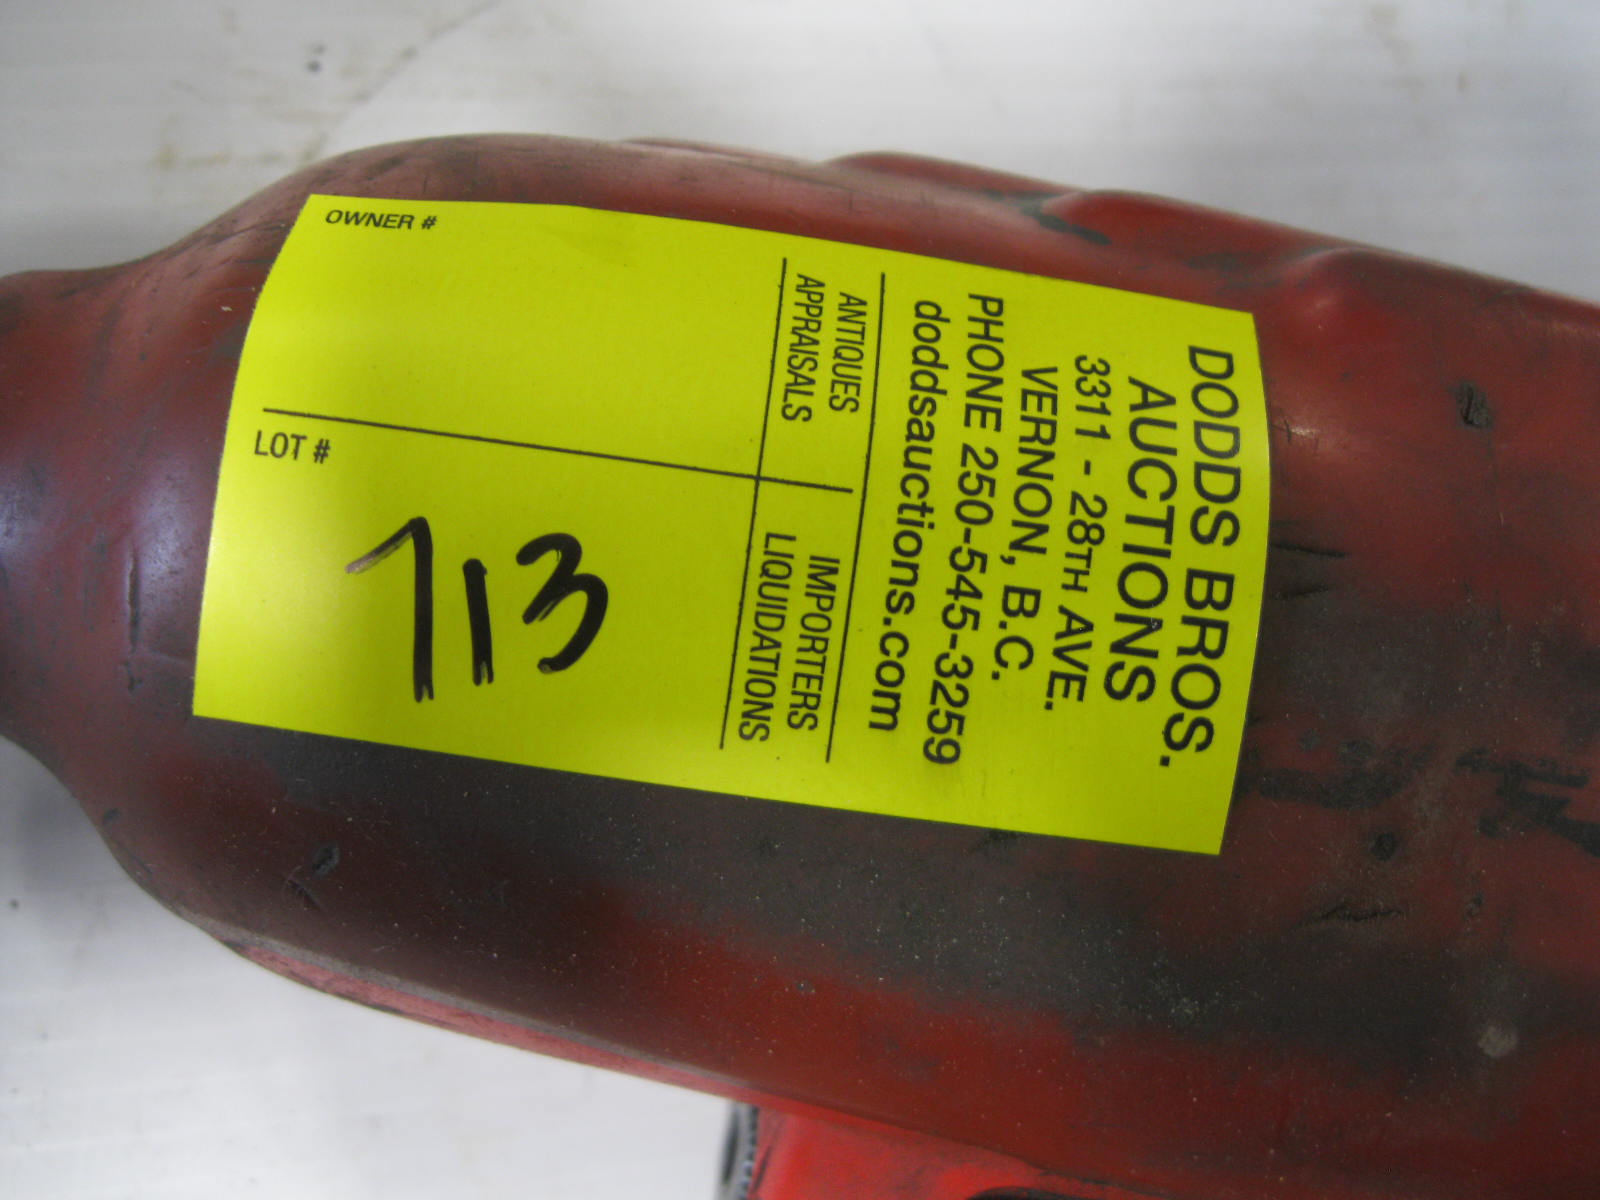 DODDS BROS.
AUCTIONS
3311 - 28TH AVE.
VERNON, B.C.
PHONE 250-545-3259
doddsauctions.com
ANTIQUES
APPRAISALS
IMPORTERS
LIQUIDATIONS
OWNER #
LOT #
713